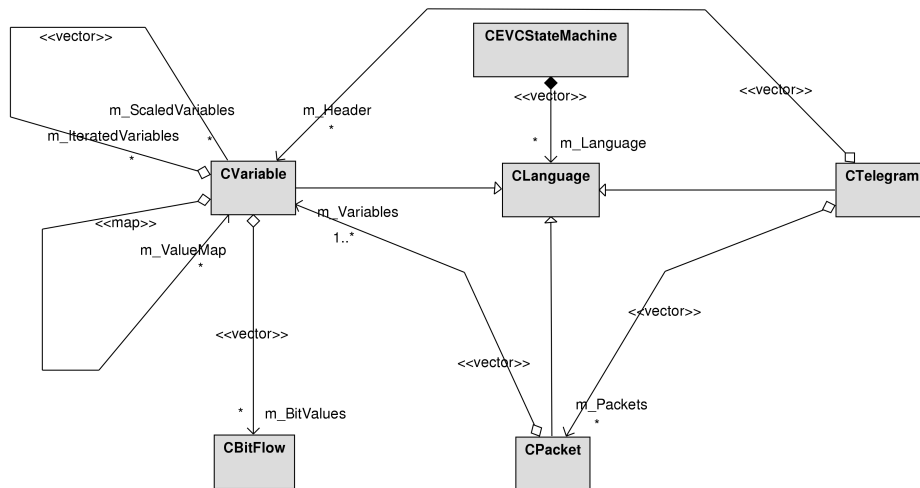 <<vector>>
CEVCStateMachine
<<vector>>
<<vector>>
m_ScaledVariables
*
m_IteratedVariables
*
m_Header
*
*
m_Language
CVariable
CLanguage
CTelegram
<<map>>
m_ValueMap
*
m_Variables
1..*
<<vector>>
<<vector>>
<<vector>>
*
m_BitValues
m_Packets
*
CBitFlow
CPacket